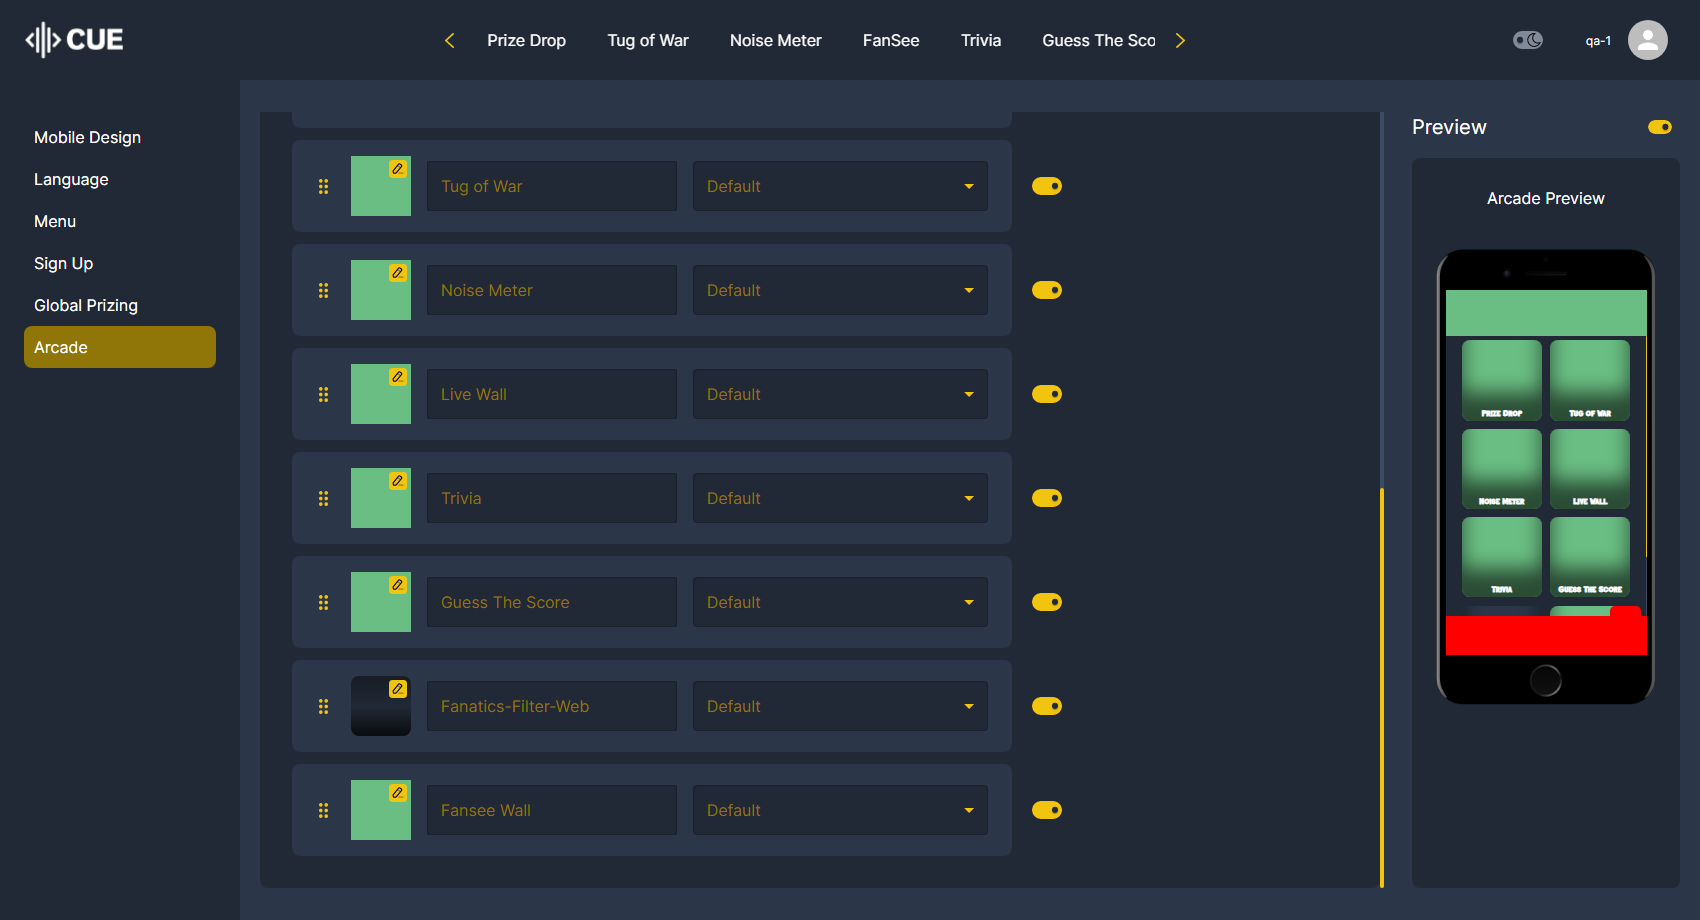 CUE
Prize Drop
Tug of War
Noise Meter
FanSee
Trivia
Guess The Sco
qa-1
Mobile Design
Language
Menu
Sign Up
Global Prizing
Arcade
Tug of War
Default
Noise Meter
Default
Live Wall
Default
Trivia
Default
Guess The Score
Default
Fanatics-Filter-Web
Default
Fansee Wall
Default
Preview
Arcade Preview
Prize Drop
Tug of War
Noise Meter
Live Wall
Trivia
Guess The Score